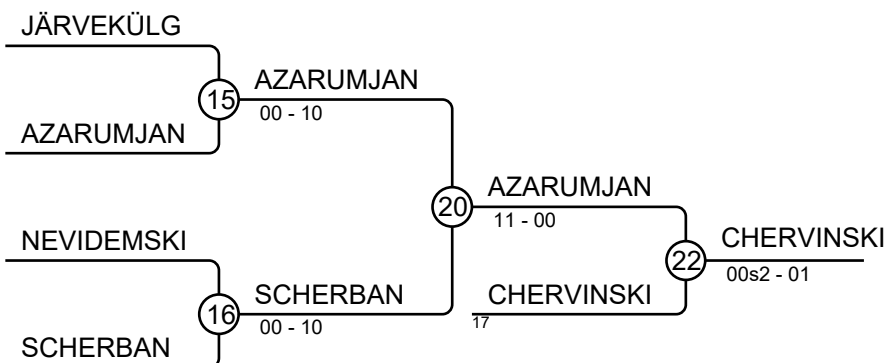 JÄRVEKÜLG
15
AZARUMJAN
00 - 10
AZARUMJAN
20
AZARUMJAN
11 - 00
NEVIDEMSKI
22
CHERVINSKI
00s2 - 01
16
SCHERBAN
00 - 10
CHERVINSKI
17
SCHERBAN